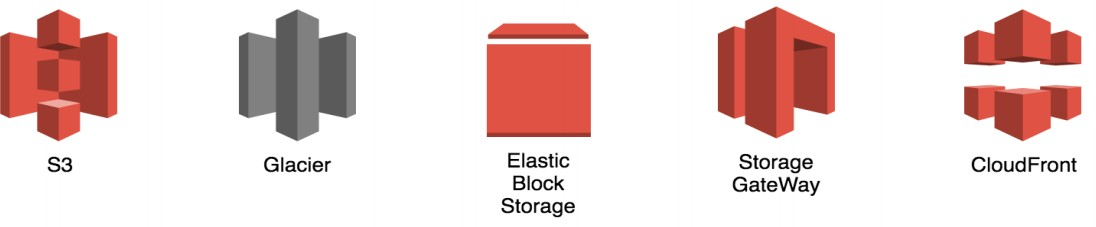 S3
Glacier
Elastic
Block
Storage
Storage
GateWay
CloudFront